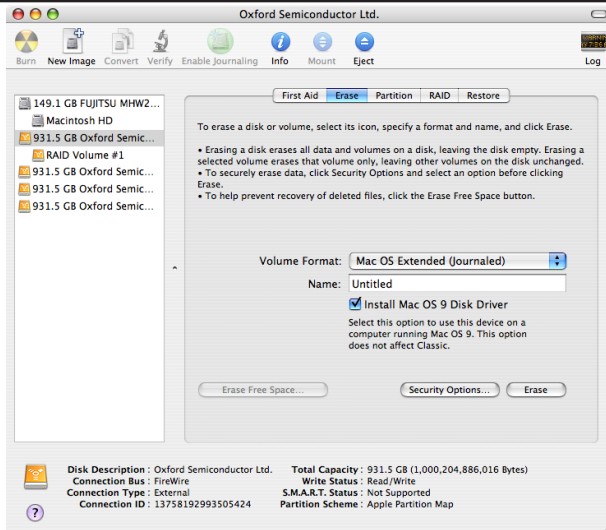 Oxford Semiconductor Ltd.
Burn New Image Convert Verify Enable Journaling Info Mount Eject Log
149.1 GB FUJITSU MHW2...
Macintosh HD
931.5 GB Oxford Semic...
RAID Volume #1
931.5 GB Oxford Semic...
931.5 GB Oxford Semic...
931.5 GB Oxford Semic...
First Aid Erase Partition RAID Restore
To erase a disk or volume, select its icon, specify a format and name, and click Erase.
• Erasing a disk erases all data and volumes on a disk, leaving the disk empty. Erasing a
selected volume erases that volume only, leaving other volumes on the disk unchanged.
• To securely erase data, click Security Options and select an option before clicking
Erase.
• To help prevent recovery of deleted files, click the Erase Free Space button.
Volume Format: Mac OS Extended (Journaled)
Name: Untitled
Install Mac OS 9 Disk Driver
Select this option to use this device on a
computer running Mac OS 9. This option
does not affect Classic.
Erase Free Space... Security Options... Erase
Disk Description : Oxford Semiconductor Ltd. Total Capacity : 931.5 GB (1,000,204,886,016 Bytes)
Connection Bus : FireWire Write Status : Read/Write
Connection Type : External S.M.A.R.T. Status : Not Supported
Connection ID : 13758192993505424 Partition Scheme : Apple Partition Map
?